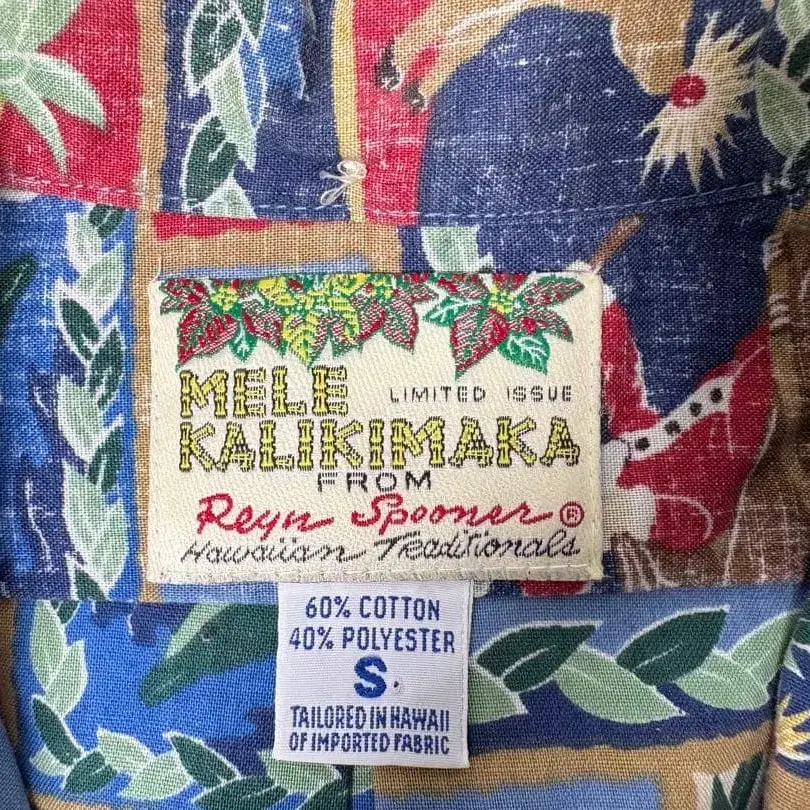 MELE LIMITED ISSUE
KALIKIMAKA
FROM
Reyn Spooner ®
Hawaiian Traditionals
60% COTTON
40% POLYESTER
S
TAILORED IN HAWAII
OF IMPORTED FABRIC